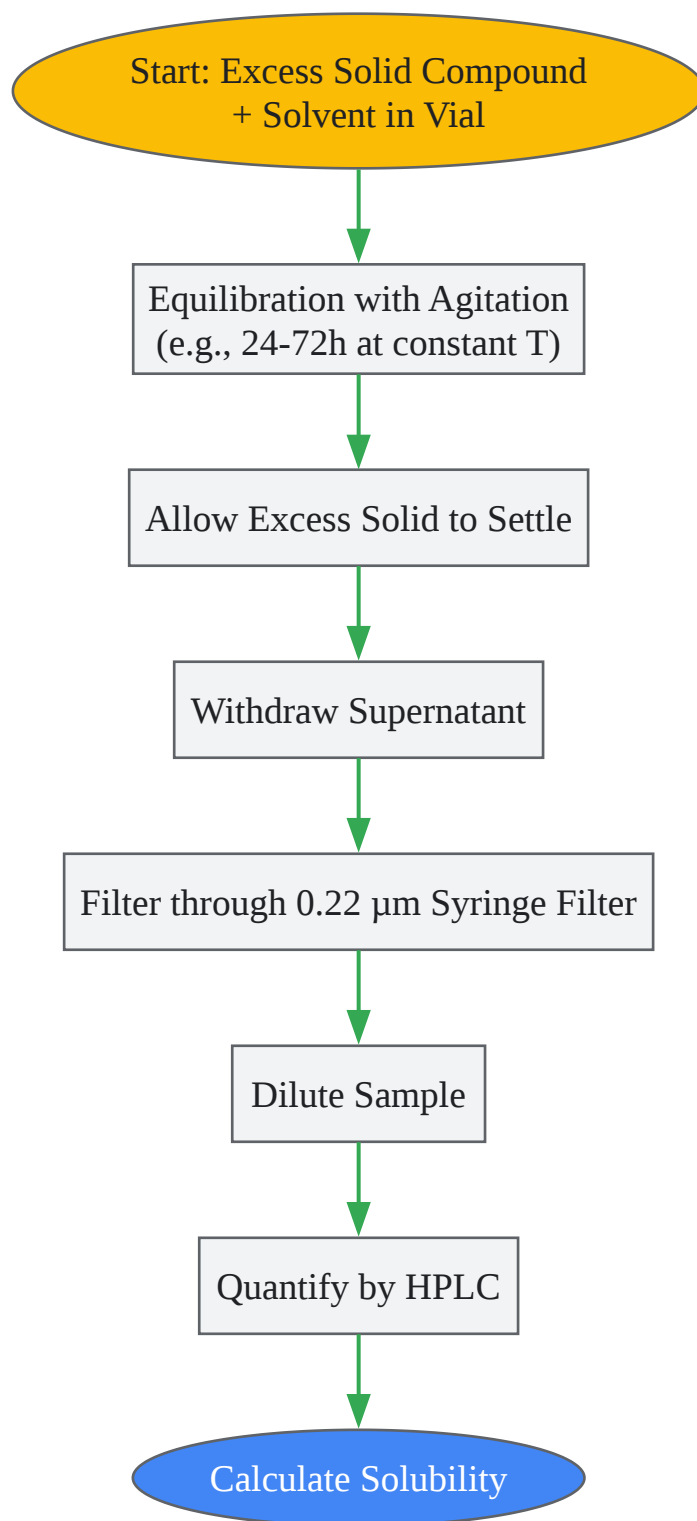 Start: Excess Solid Compound
+ Solvent in Vial
Equilibration with Agitation
(e.g., 24-72h at constant T)
Allow Excess Solid to Settle
Withdraw Supernatant
Filter through 0.22 µm Syringe Filter
Dilute Sample
Quantify by HPLC
Calculate Solubility